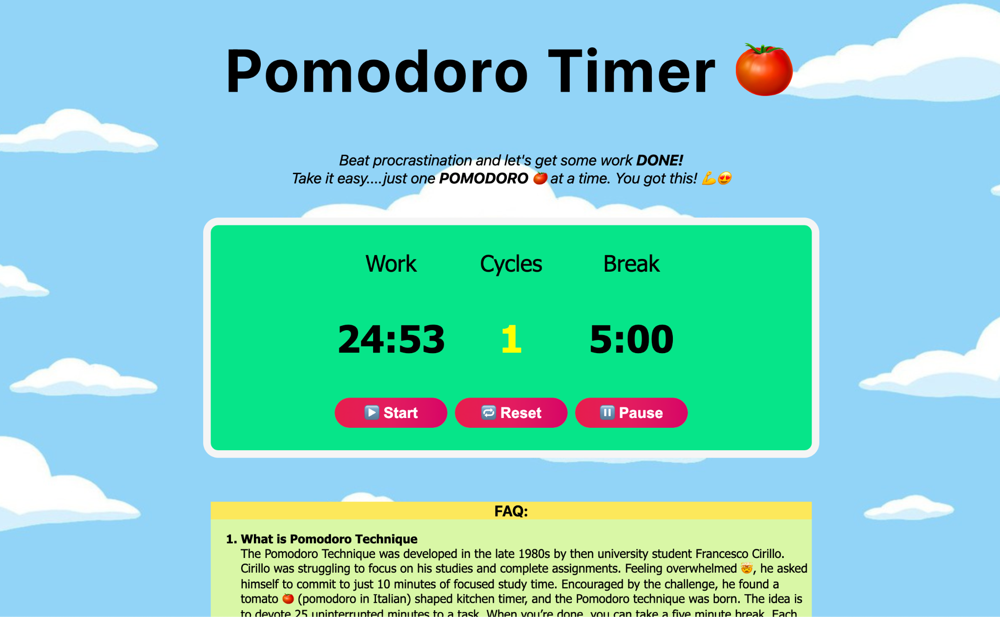 Pomodoro Timer 🍅
Beat procrastination and let's get some work DONE!
Take it easy....just one POMODORO 🍅 at a time. You got this! 💪😍
Work Cycles Break
24:53 1 5:00
▶️ Start 🔁 Reset ⏸️ Pause
FAQ:
1. What is Pomodoro Technique
The Pomodoro Technique was developed in the late 1980s by then university student Francesco Cirillo.
Cirillo was struggling to focus on his studies and complete assignments. Feeling overwhelmed 🤯, he asked
himself to commit to just 10 minutes of focused study time. Encouraged by the challenge, he found a
tomato 🍅 (pomodoro in Italian) shaped kitchen timer, and the Pomodoro technique was born. The idea is
to devote 25 uninterrupted minutes to a task. When you’re done, you can take a five minute break. Each